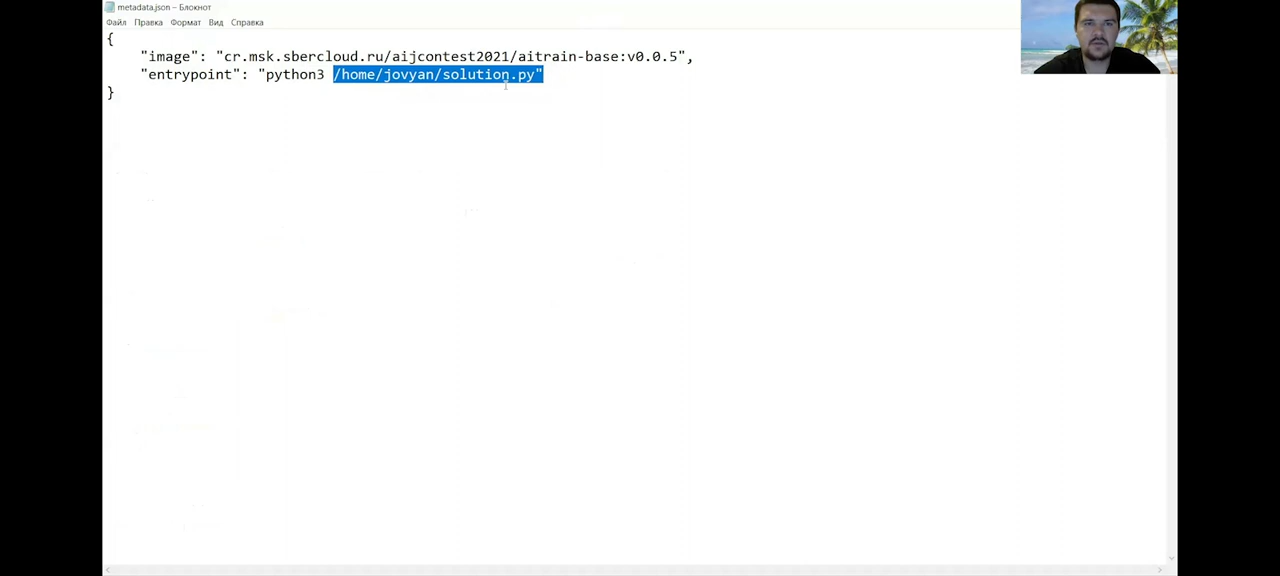 metadata.json – Блокнот
Файл Правка Формат Вид Справка
{
"image": "cr.msk.sbercloud.ru/aijcontest2021/aitrain-base:v0.0.5",
"entrypoint": "python3 /home/jovyan/solution.py"
}